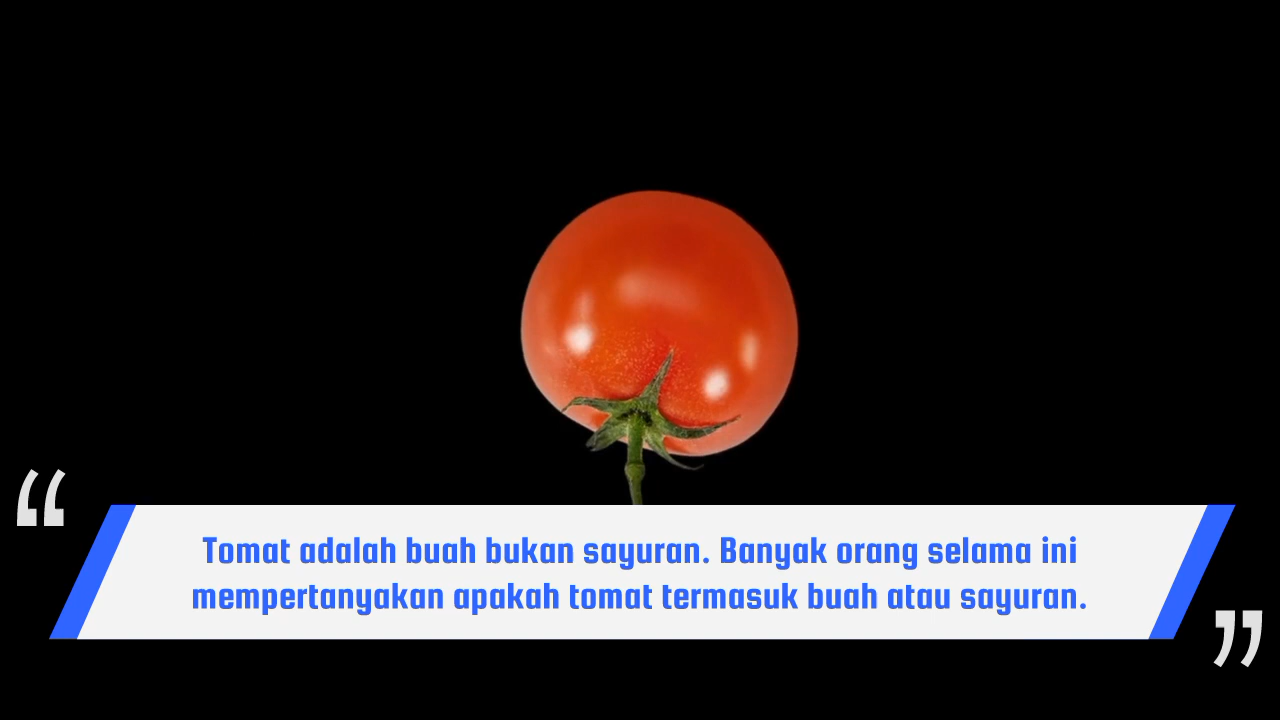 “
Tomat adalah buah bukan sayuran. Banyak orang selama ini
mempertanyakan apakah tomat termasuk buah atau sayuran.
”